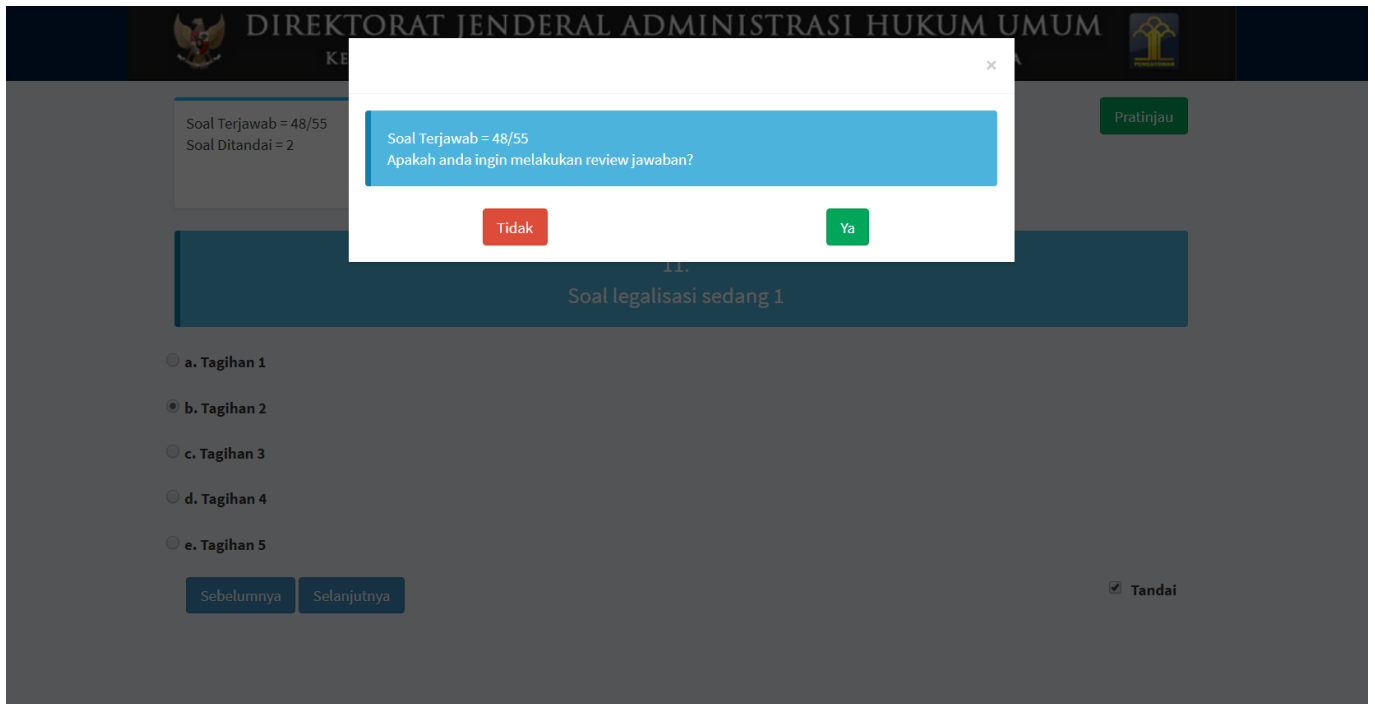 DIREKTORAT JENDERAL ADMINISTRASI HUKUM UMUM
KE
A
PENGAYOMAN
×
Soal Terjawab = 48/55
Soal Ditandai = 2
Pratinjau
Soal Terjawab = 48/55
Apakah anda ingin melakukan review jawaban?
Tidak
Ya
11.
Soal legalisasi sedang 1
a. Tagihan 1
b. Tagihan 2
c. Tagihan 3
d. Tagihan 4
e. Tagihan 5
Sebelumnya
Selanjutnya
Tandai